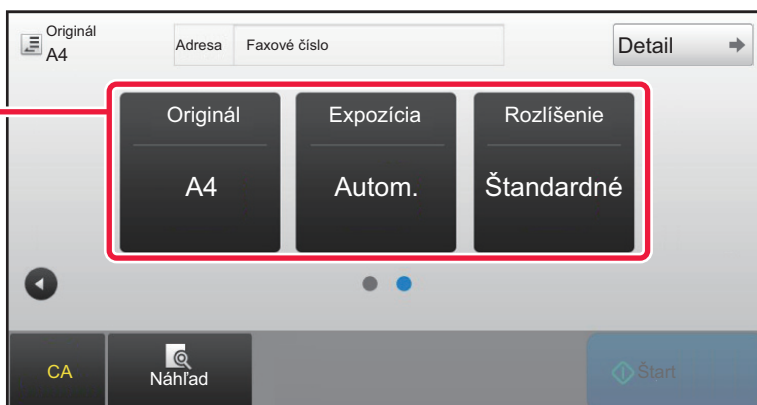 Originál
A4
Adresa
Faxové číslo
Detail
Originál
Expozícia
Rozlíšenie
A4
Autom.
Štandardné
CA
Náhľad
Štart